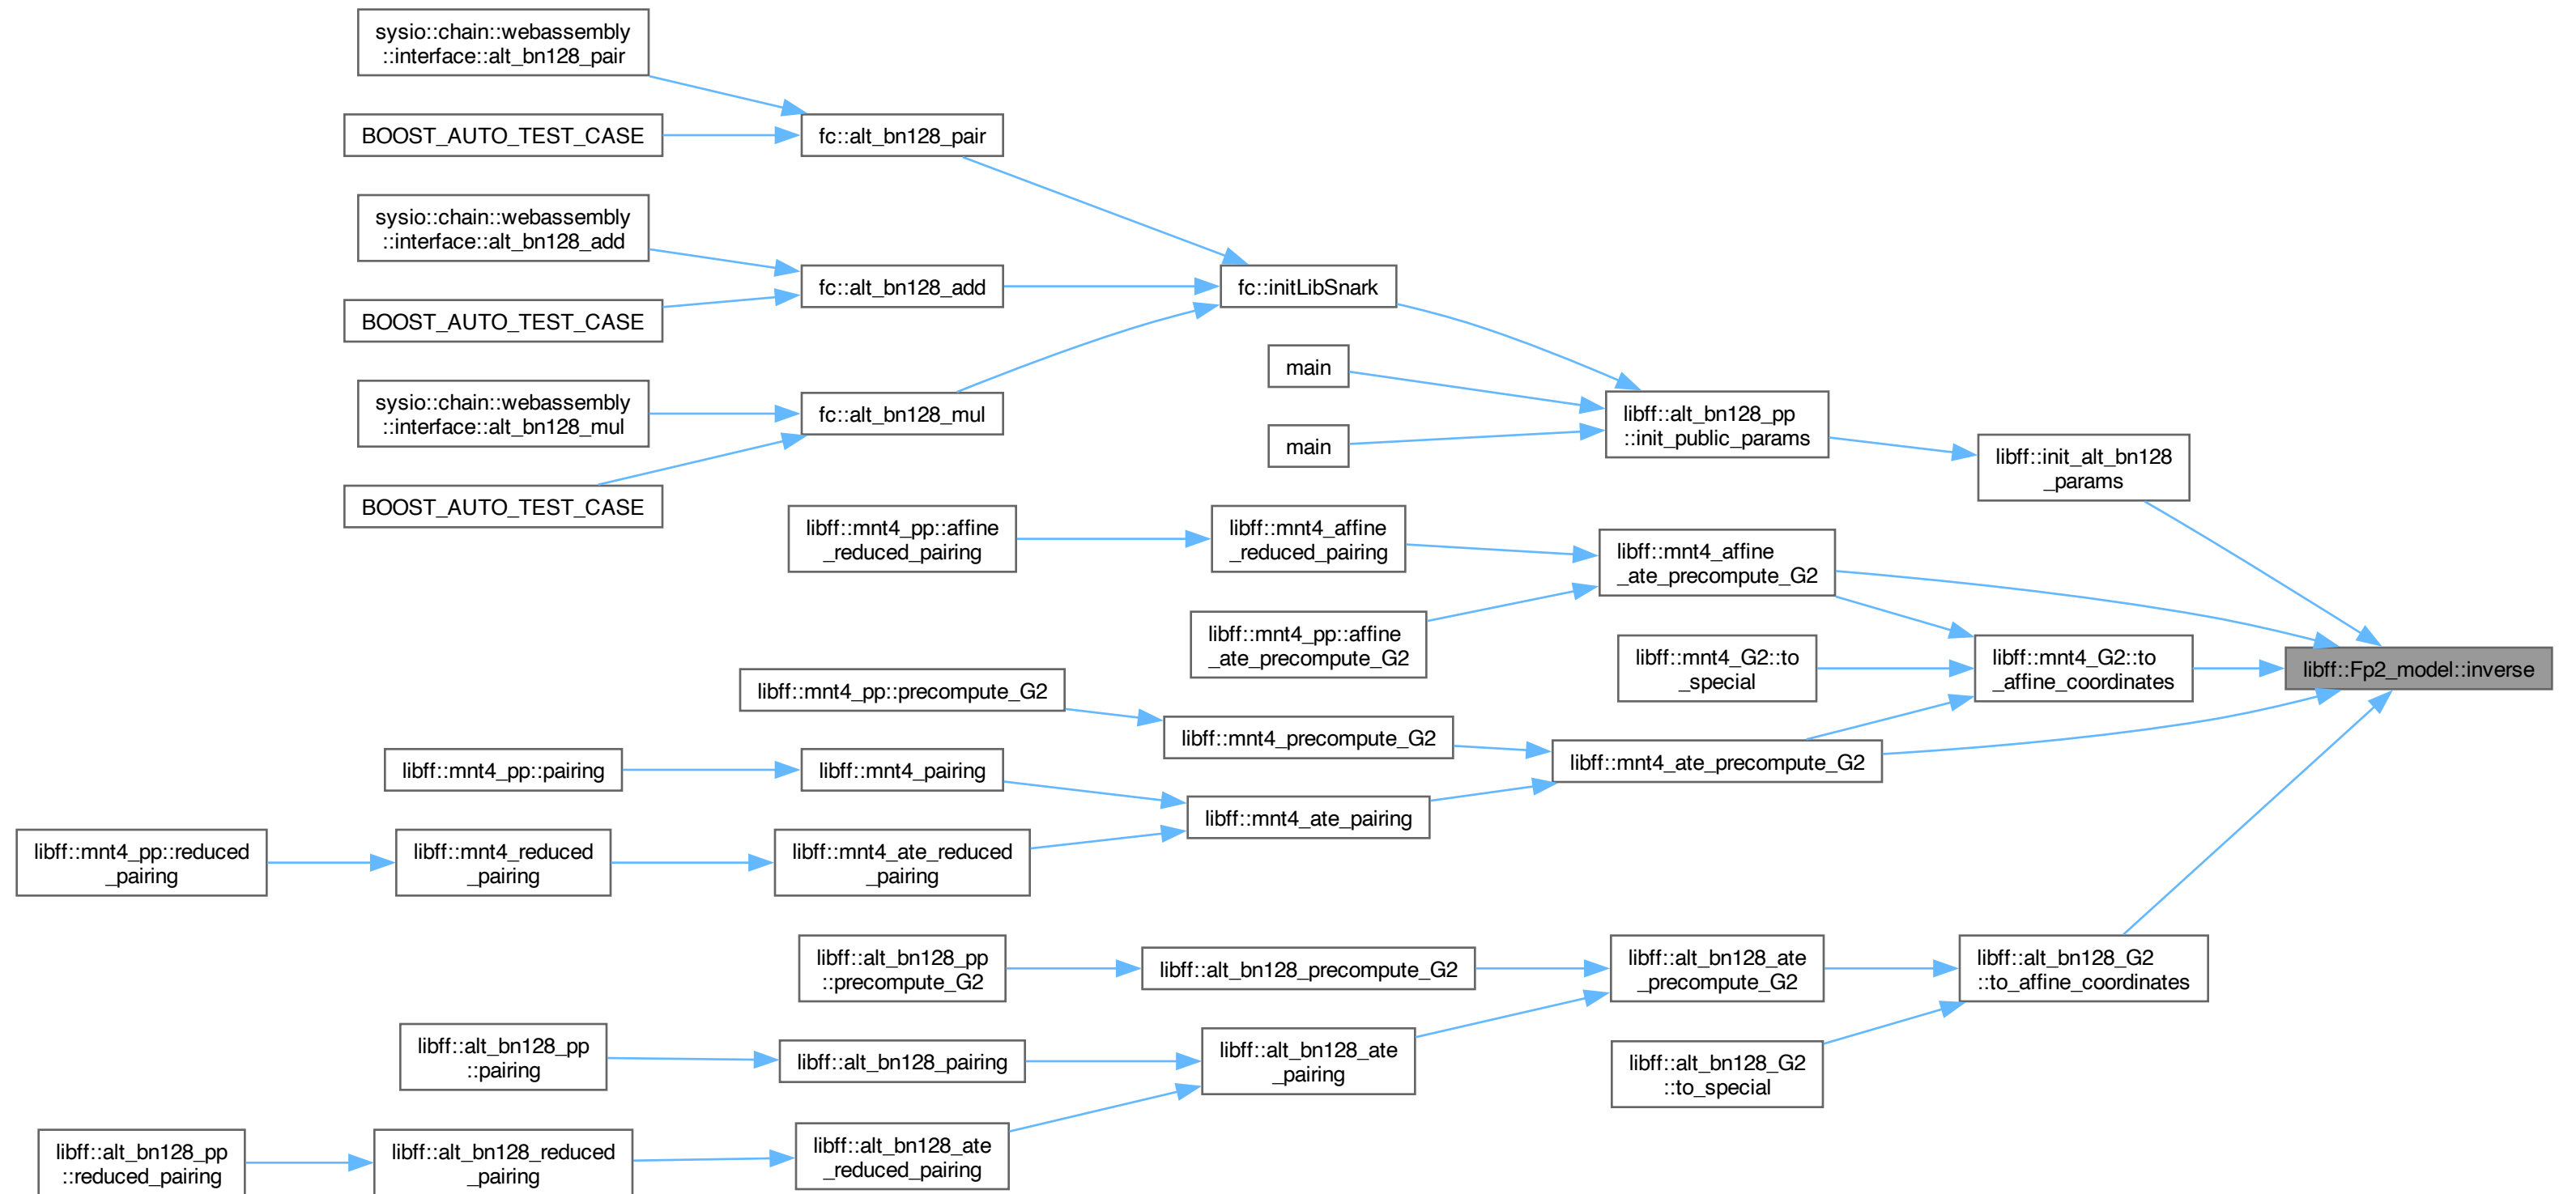 sysio::chain::webassembly
::interface::alt_bn128_pair
BOOST_AUTO_TEST_CASE
fc::alt_bn128_pair
sysio::chain::webassembly
::interface::alt_bn128_add
BOOST_AUTO_TEST_CASE
fc::alt_bn128_add
fc::initLibSnark
sysio::chain::webassembly
::interface::alt_bn128_mul
BOOST_AUTO_TEST_CASE
fc::alt_bn128_mul
main
main
libff::alt_bn128_pp
::init_public_params
libff::init_alt_bn128
_params
libff::mnt4_pp::affine
_reduced_pairing
libff::mnt4_affine
_reduced_pairing
libff::mnt4_affine
_ate_precompute_G2
libff::mnt4_pp::affine
_ate_precompute_G2
libff::mnt4_G2::to
_special
libff::mnt4_G2::to
_affine_coordinates
libff::Fp2_model::inverse
libff::mnt4_pp::precompute_G2
libff::mnt4_precompute_G2
libff::mnt4_ate_precompute_G2
libff::mnt4_pp::pairing
libff::mnt4_pairing
libff::mnt4_ate_pairing
libff::mnt4_pp::reduced
_pairing
libff::mnt4_reduced
_pairing
libff::mnt4_ate_reduced
_pairing
libff::alt_bn128_pp
::precompute_G2
libff::alt_bn128_precompute_G2
libff::alt_bn128_ate
_precompute_G2
libff::alt_bn128_G2
::to_affine_coordinates
libff::alt_bn128_pp
::pairing
libff::alt_bn128_pairing
libff::alt_bn128_ate
_pairing
libff::alt_bn128_G2
::to_special
libff::alt_bn128_pp
::reduced_pairing
libff::alt_bn128_reduced
_pairing
libff::alt_bn128_ate
_reduced_pairing